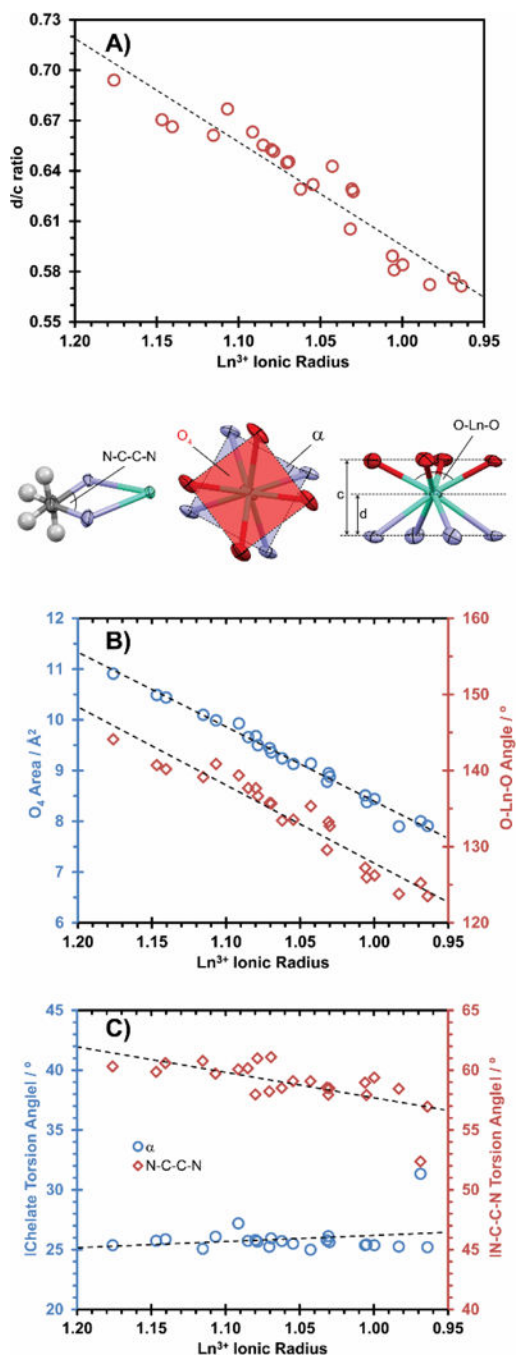 A)
d/c ratio
0.73
0.70
0.67
0.64
0.61
0.58
0.55
1.20 1.15 1.10 1.05 1.00 0.95
Ln³⁺ Ionic Radius
N-C-C-N
O₄
α
O-Ln-O
c
d
B)
O₄ Area / Å²
12
11
10
9
8
7
6
160
150
140
130
120
O-Ln-O Angle / °
1.20 1.15 1.10 1.05 1.00 0.95
Ln³⁺ Ionic Radius
C)
|Chelate Torsion Angle| / °
45
40
35
30
25
20
α
N-C-C-N
65
60
55
50
45
40
|N-C-C-N Torsion Angle| / °
1.20 1.15 1.10 1.05 1.00 0.95
Ln³⁺ Ionic Radius